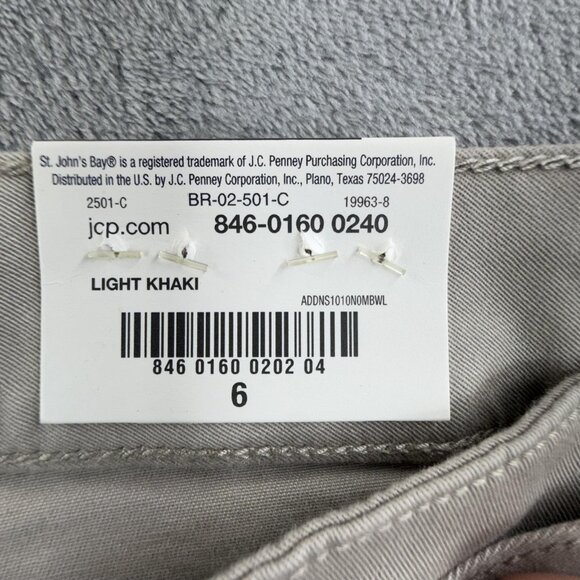 St. John's Bay® is a registered trademark of J.C. Penney Purchasing Corporation, Inc.
Distributed in the U.S. by J.C. Penney Corporation, Inc., Plano, Texas 75024-3698
2501-C BR-02-501-C 19963-8
jcp.com 846-0160 0240
LIGHT KHAKI
ADDNS1010N0MBWL
846 0160 0202 04
6